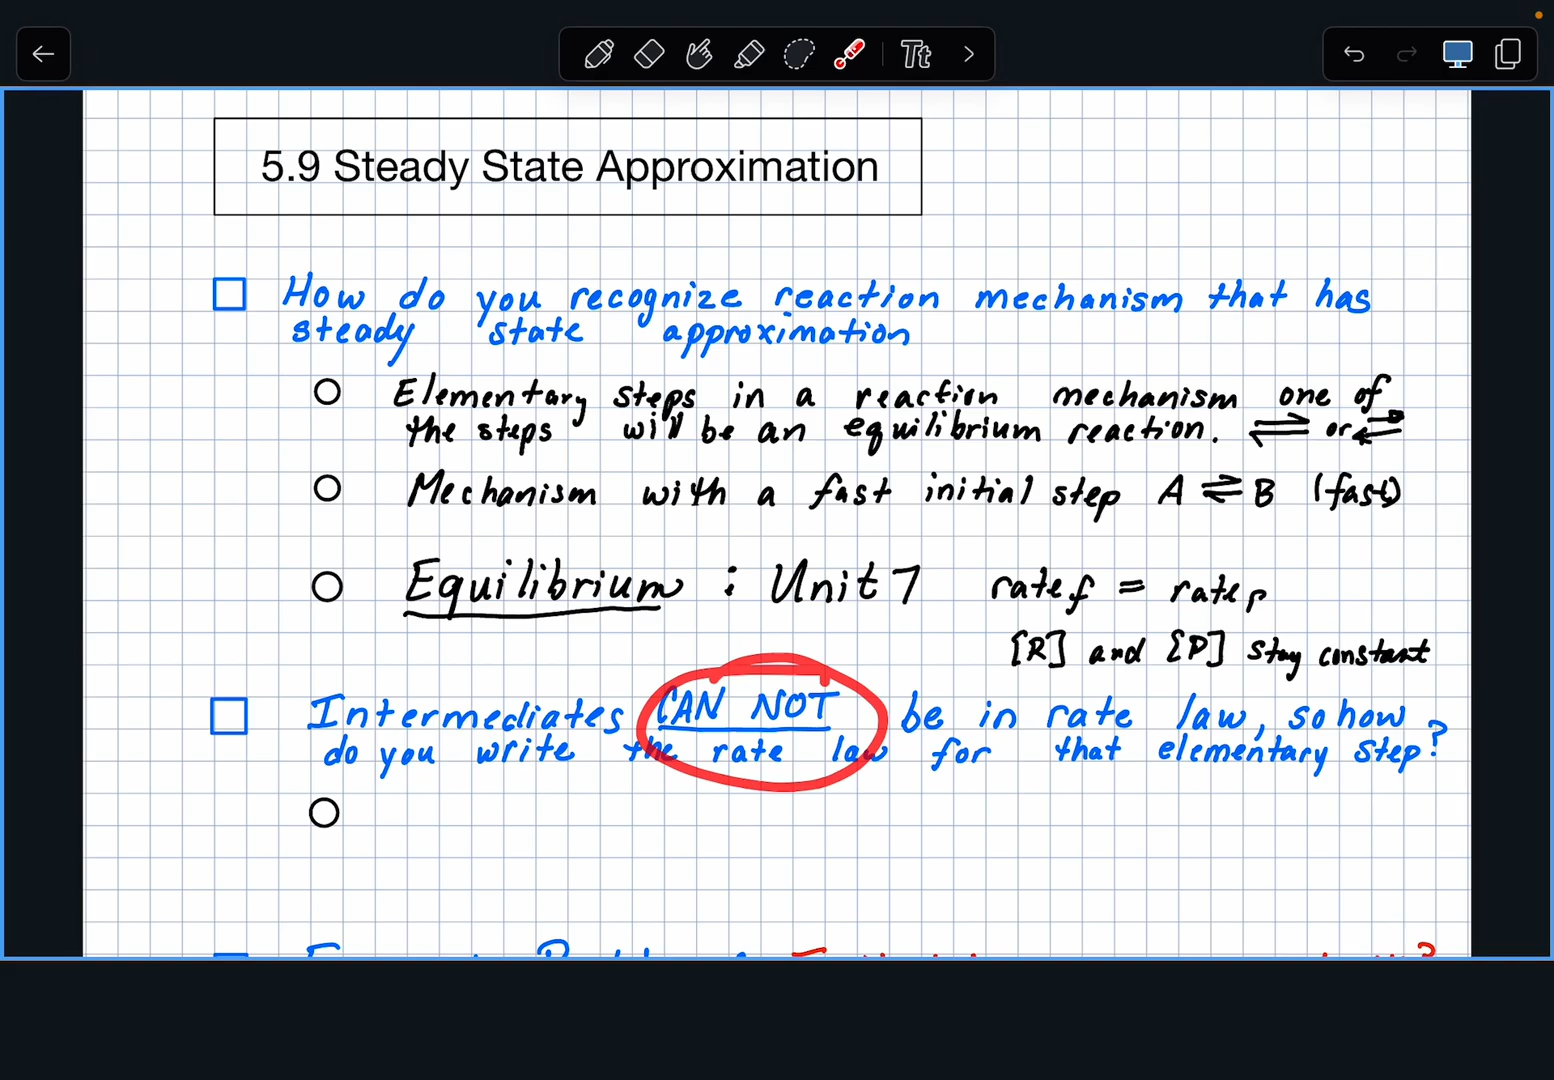 Tt
5.9 Steady State Approximation
How do you recognize reaction mechanism that has
steady state approximation
Elementary steps in a reaction mechanism one of
the steps will be an equilibrium reaction. ⇌ or ⇄
Mechanism with a fast initial step A ⇌ B (fast)
Equilibrium : Unit 7 rate f = rate
[R] and [P] stay constant
Intermediates CAN NOT be in rate law, so how
do you write the rate law for that elementary step?